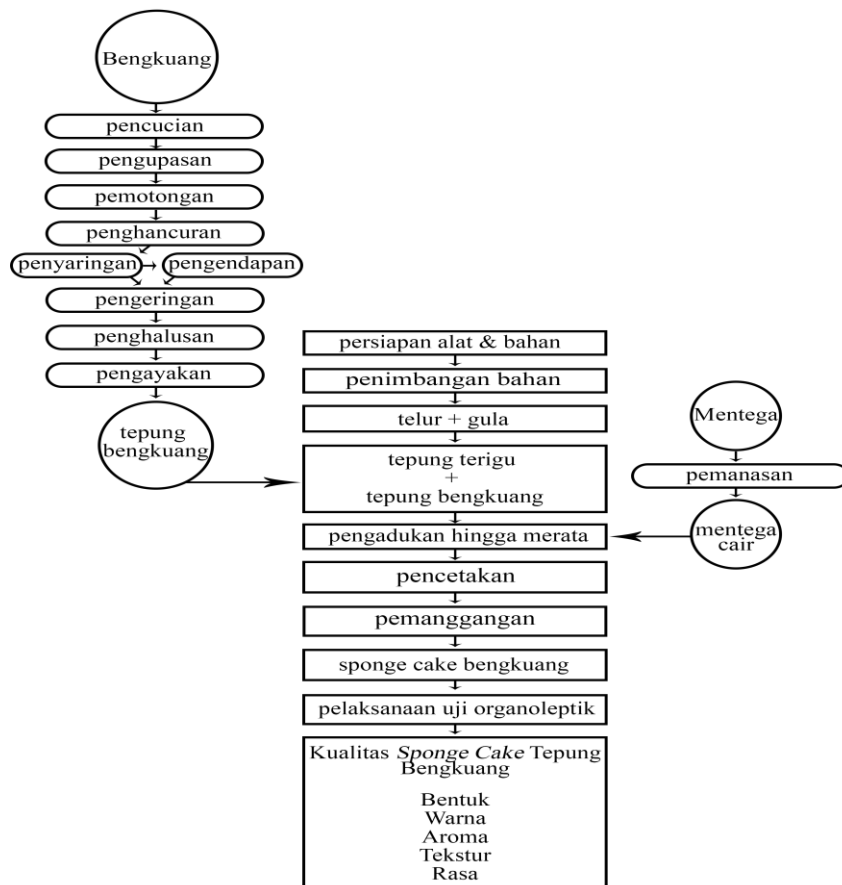 Bengkuang
pencucian
pengupasan
pemotongan
penghancuran
penyaringan
pengendapan
pengeringan
penghalusan
pengayakan
tepung
bengkuang
persiapan alat & bahan
penimbangan bahan
telur + gula
tepung terigu
+
tepung bengkuang
Mentega
pemanasan
mentega
cair
pengadukan hingga merata
pencetakan
pemanggangan
sponge cake bengkuang
pelaksanaan uji organoleptik
Kualitas Sponge Cake Tepung
Bengkuang
Bentuk
Warna
Aroma
Tekstur
Rasa